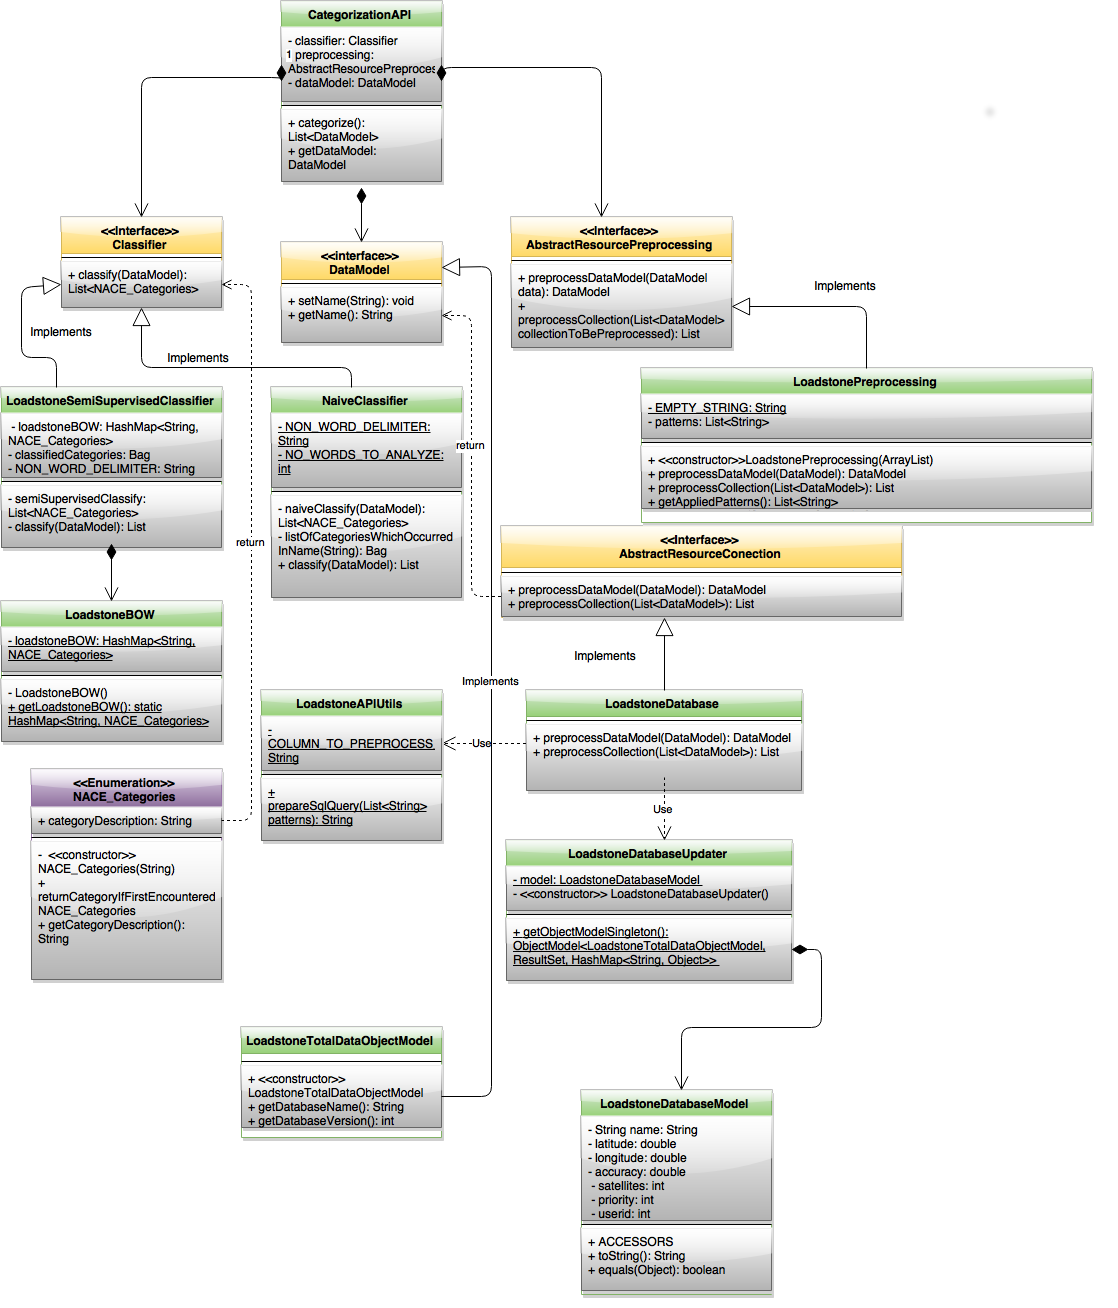 CategorizationAPI
- classifier: Classifier
1 preprocessing:
AbstractResourcePreproces
- dataModel: DataModel
+ categorize():
List<DataModel>
+ getDataModel:
DataModel
<<Interface>>
Classifier
+ classify(DataModel):
List<NACE_Categories>
<<interface>>
DataModel
+ setName(String): void
+ getName(): String
<<Interface>>
AbstractResourcePreprocessing
+ preprocessDataModel(DataModel
data): DataModel
+
preprocessCollection(List<DataModel>
collectionToBePreprocessed): List
Implements
Implements
Implements
LoadstonePreprocessing
- EMPTY_STRING: String
- patterns: List<String>
+ <<constructor>>LoadstonePreprocessing(ArrayList)
+ preprocessDataModel(DataModel): DataModel
+ preprocessCollection(List<DataModel>): List
+ getAppliedPatterns(): List<String>
LoadstoneSemiSupervisedClassifier
- loadstoneBOW: HashMap<String,
NACE_Categories>
- classifiedCategories: Bag
- NON_WORD_DELIMITER: String
- semiSupervisedClassify:
List<NACE_Categories>
- classify(DataModel): List
NaiveClassifier
- NON_WORD_DELIMITER:
String
- NO_WORDS_TO_ANALYZE:
int
- naiveClassify(DataModel):
List<NACE_Categories>
- listOfCategoriesWhichOccurred
InName(String): Bag
+ classify(DataModel): List
return
return
<<Interface>>
AbstractResourceConection
+ preprocessDataModel(DataModel): DataModel
+ preprocessCollection(List<DataModel>): List
LoadstoneBOW
- loadstoneBOW: HashMap<String,
NACE_Categories>
- LoadstoneBOW()
+ getLoadstoneBOW(): static
HashMap<String, NACE_Categories>
Implements
Implements
LoadstoneAPIUtils
-
COLUMN_TO_PREPROCESS
String
+
prepareSqlQuery(List<String>
patterns): String
Use
LoadstoneDatabase
+ preprocessDataModel(DataModel): DataModel
+ preprocessCollection(List<DataModel>): List
Use
<<Enumeration>>
NACE_Categories
+ categoryDescription: String
- <<constructor>>
NACE_Categories(String)
+
returnCategoryIfFirstEncountered
NACE_Categories
+ getCategoryDescription():
String
LoadstoneDatabaseUpdater
- model: LoadstoneDatabaseModel
- <<constructor>> LoadstoneDatabaseUpdater()
+ getObjectModelSingleton():
ObjectModel<LoadstoneTotalDataObjectModel,
ResultSet, HashMap<String, Object>>
LoadstoneTotalDataObjectModel
+ <<constructor>>
LoadstoneTotalDataObjectModel
+ getDatabaseName(): String
+ getDatabaseVersion(): int
LoadstoneDatabaseModel
- String name: String
- latitude: double
- longitude: double
- accuracy: double
- satellites: int
- priority: int
- userid: int
+ ACCESSORS
+ toString(): String
+ equals(Object): boolean